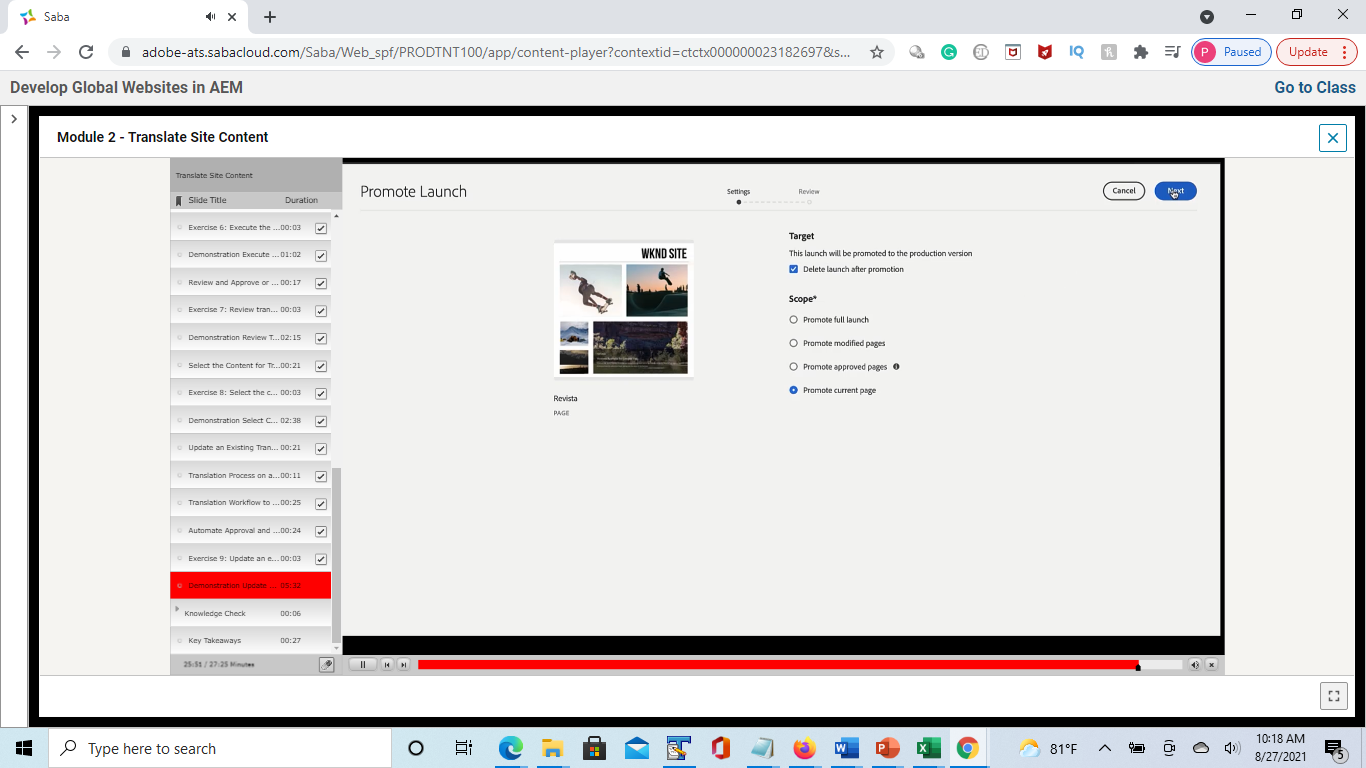 Saba
adobe-ats.sabacloud.com/Saba/Web_spf/PRODTNT100/app/content-player?contextid=ctctx000000023182697&s...
P Paused
Update
Develop Global Websites in AEM
Go to Class
Module 2 - Translate Site Content
Translate Site Content
Slide Title Duration
Exercise 6: Execute the ...00:03
Demonstration Execute ... 01:02
Review and Approve or ... 00:17
Exercise 7: Review tran... 00:03
Demonstration Review T... 02:15
Select the Content for Tr... 00:21
Exercise 8: Select the c... 00:03
Demonstration Select C... 02:38
Update an Existing Tran... 00:21
Translation Process on a...00:11
Translation Workflow to ... 00:25
Automate Approval and ...00:24
Exercise 9: Update an e... 00:03
Demonstration Update ... 05:32
Knowledge Check 00:06
Key Takeaways 00:27
25:51 / 27:25 Minutes
Promote Launch
Settings
Review
Cancel
Next
WKND SITE
Revista
PAGE
Target
This launch will be promoted to the production version
Delete launch after promotion
Scope*
Promote full launch
Promote modified pages
Promote approved pages
Promote current page
Type here to search
81°F
10:18 AM
8/27/2021
5